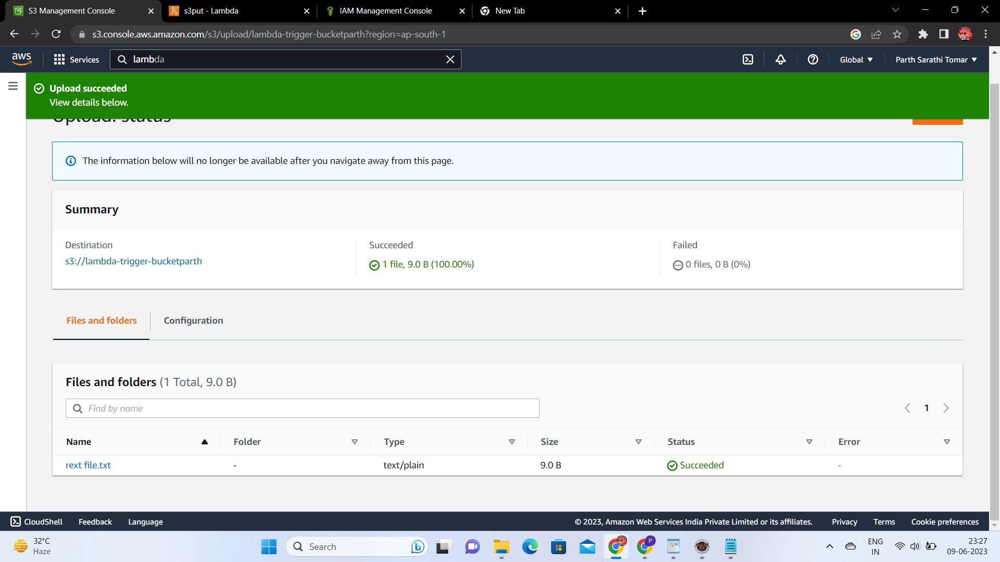 S3 Management Console
s3put - Lambda
IAM Management Console
New Tab
s3.console.aws.amazon.com/s3/upload/lambda-trigger-bucketparth?region=ap-south-1
aws
Services
lambda
Global
Parth Sarathi Tomar
Upload succeeded
View details below.
Upload: status
The information below will no longer be available after you navigate away from this page.
Summary
Destination
Succeeded
Failed
s3://lambda-trigger-bucketparth
1 file, 9.0 B (100.00%)
0 files, 0 B (0%)
Files and folders
Configuration
Files and folders (1 Total, 9.0 B)
Find by name
1
Name
Folder
Type
Size
Status
Error
rext file.txt
-
text/plain
9.0 B
Succeeded
-
CloudShell
Feedback
Language
© 2023, Amazon Web Services India Private Limited or its affiliates.
Privacy
Terms
Cookie preferences
32°C
Haze
Search
ENG
IN
23:27
09-06-2023